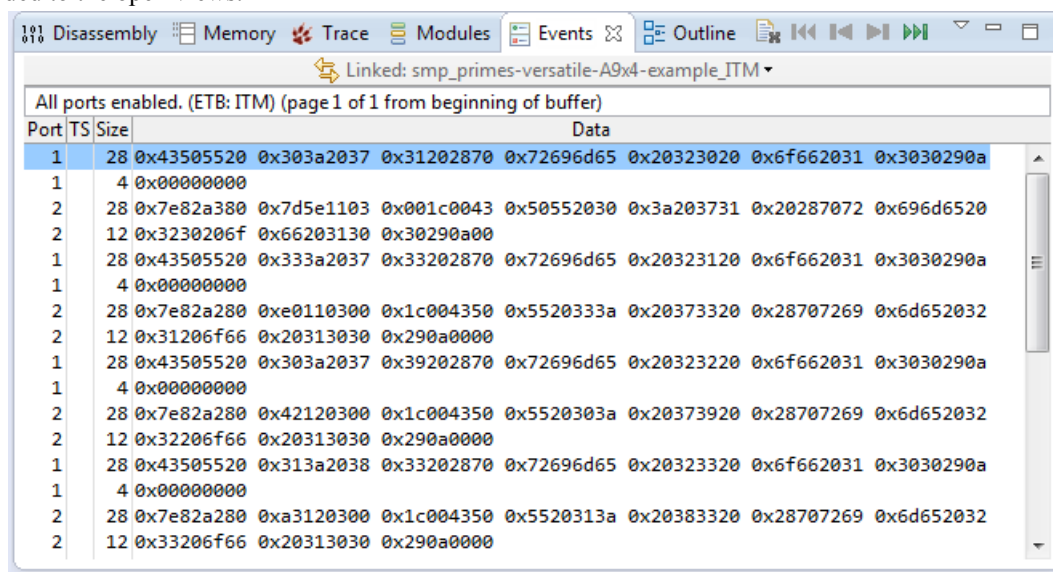 Disassembly Memory Trace Modules Events Outline
Linked: smp_primes-versatile-A9x4-example_ITM
All ports enabled. (ETB: ITM) (page 1 of 1 from beginning of buffer)
Port TS Size Data
1 28 0x43505520 0x303a2037 0x31202870 0x72696d65 0x20323020 0x6f662031 0x3030290a
1 4 0x00000000
2 28 0x7e82a380 0x7d5e1103 0x001c0043 0x50552030 0x3a203731 0x20287072 0x696d6520
2 12 0x3230206f 0x66203130 0x30290a00
1 28 0x43505520 0x333a2037 0x33202870 0x72696d65 0x20323120 0x6f662031 0x3030290a
1 4 0x00000000
2 28 0x7e82a280 0xe0110300 0x1c004350 0x5520333a 0x20373320 0x28707269 0x6d652032
2 12 0x31206f66 0x20313030 0x290a0000
1 28 0x43505520 0x303a2037 0x39202870 0x72696d65 0x20323220 0x6f662031 0x3030290a
1 4 0x00000000
2 28 0x7e82a280 0x42120300 0x1c004350 0x5520303a 0x20373920 0x28707269 0x6d652032
2 12 0x32206f66 0x20313030 0x290a0000
1 28 0x43505520 0x313a2038 0x33202870 0x72696d65 0x20323320 0x6f662031 0x3030290a
1 4 0x00000000
2 28 0x7e82a280 0xa3120300 0x1c004350 0x5520313a 0x20383320 0x28707269 0x6d652032
2 12 0x33206f66 0x20313030 0x290a0000